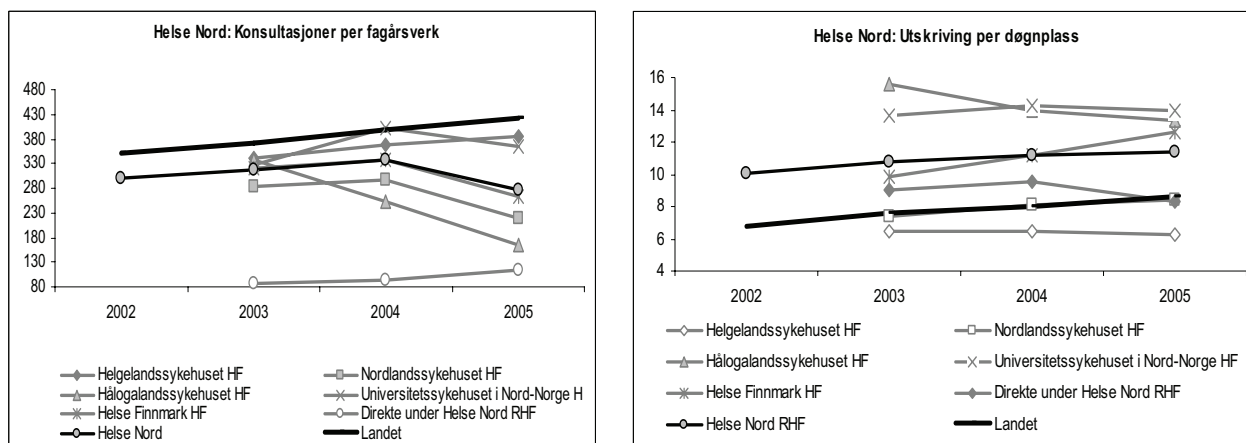 Helse Nord: Konsultasjoner per fagårsverk
480
430
380
330
280
230
180
130
80
2002 2003 2004 2005
Helgelandssykehuset HF Nordlandssykehuset HF
Hålogalandssykehuset HF Universitetssykehuset i Nord-Norge H
Helse Finnmark HF Direkte under Helse Nord RHF
Helse Nord Landet
Helse Nord: Utskriving per døgnplass
16
14
12
10
8
6
4
2002 2003 2004 2005
Helgelandssykehuset HF Nordlandssykehuset HF
Hålogalandssykehuset HF Universitetssykehuset i Nord-Norge HF
Helse Finnmark HF Direkte under Helse Nord RHF
Helse Nord RHF Landet